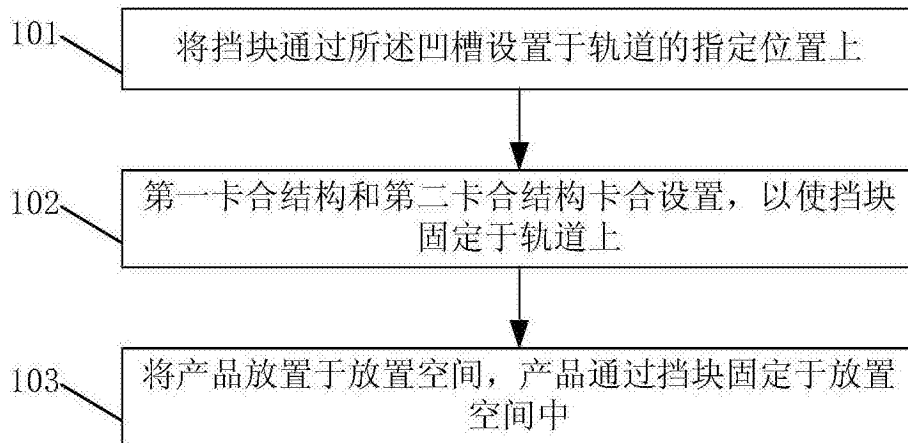 101
将挡块通过所述凹槽设置于轨道的指定位置上
102
第一卡合结构和第二卡合结构卡合设置，以使挡块
固定于轨道上
103
将产品放置于放置空间，产品通过挡块固定于放置
空间中